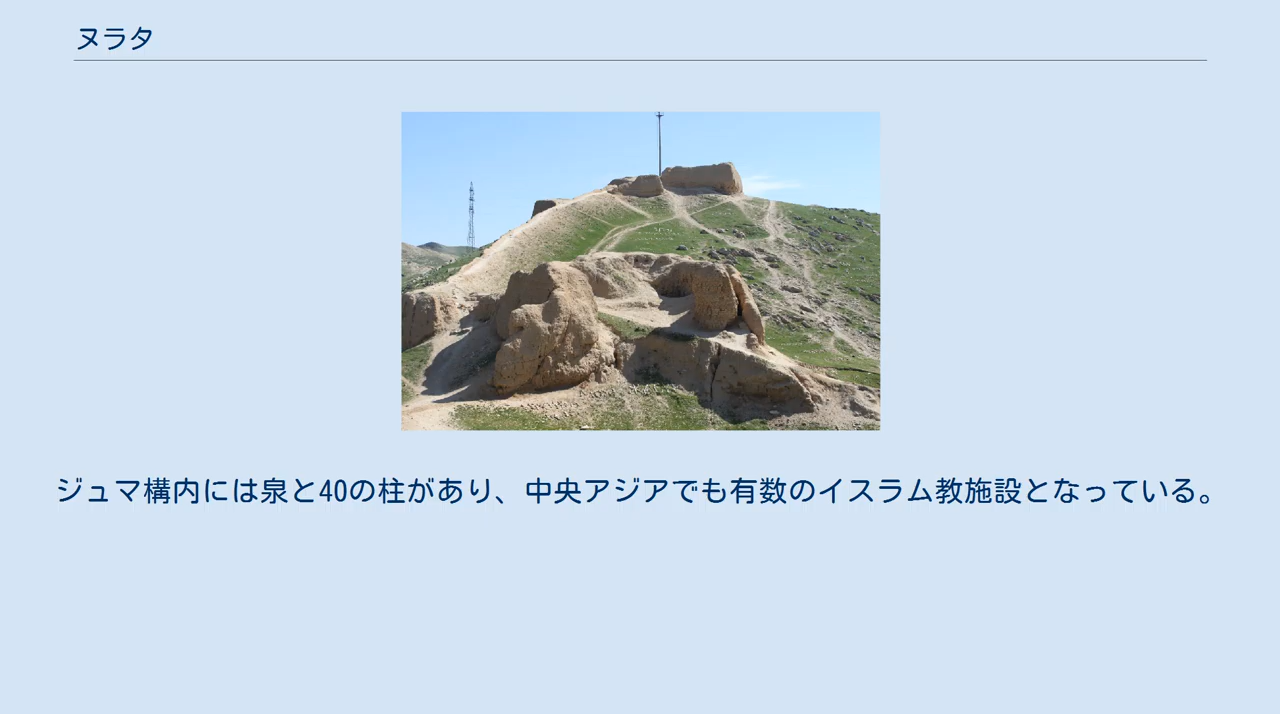 ヌラタ
ジュマ構内には泉と40の柱があり、中央アジアでも有数のイスラム教施設となっている。